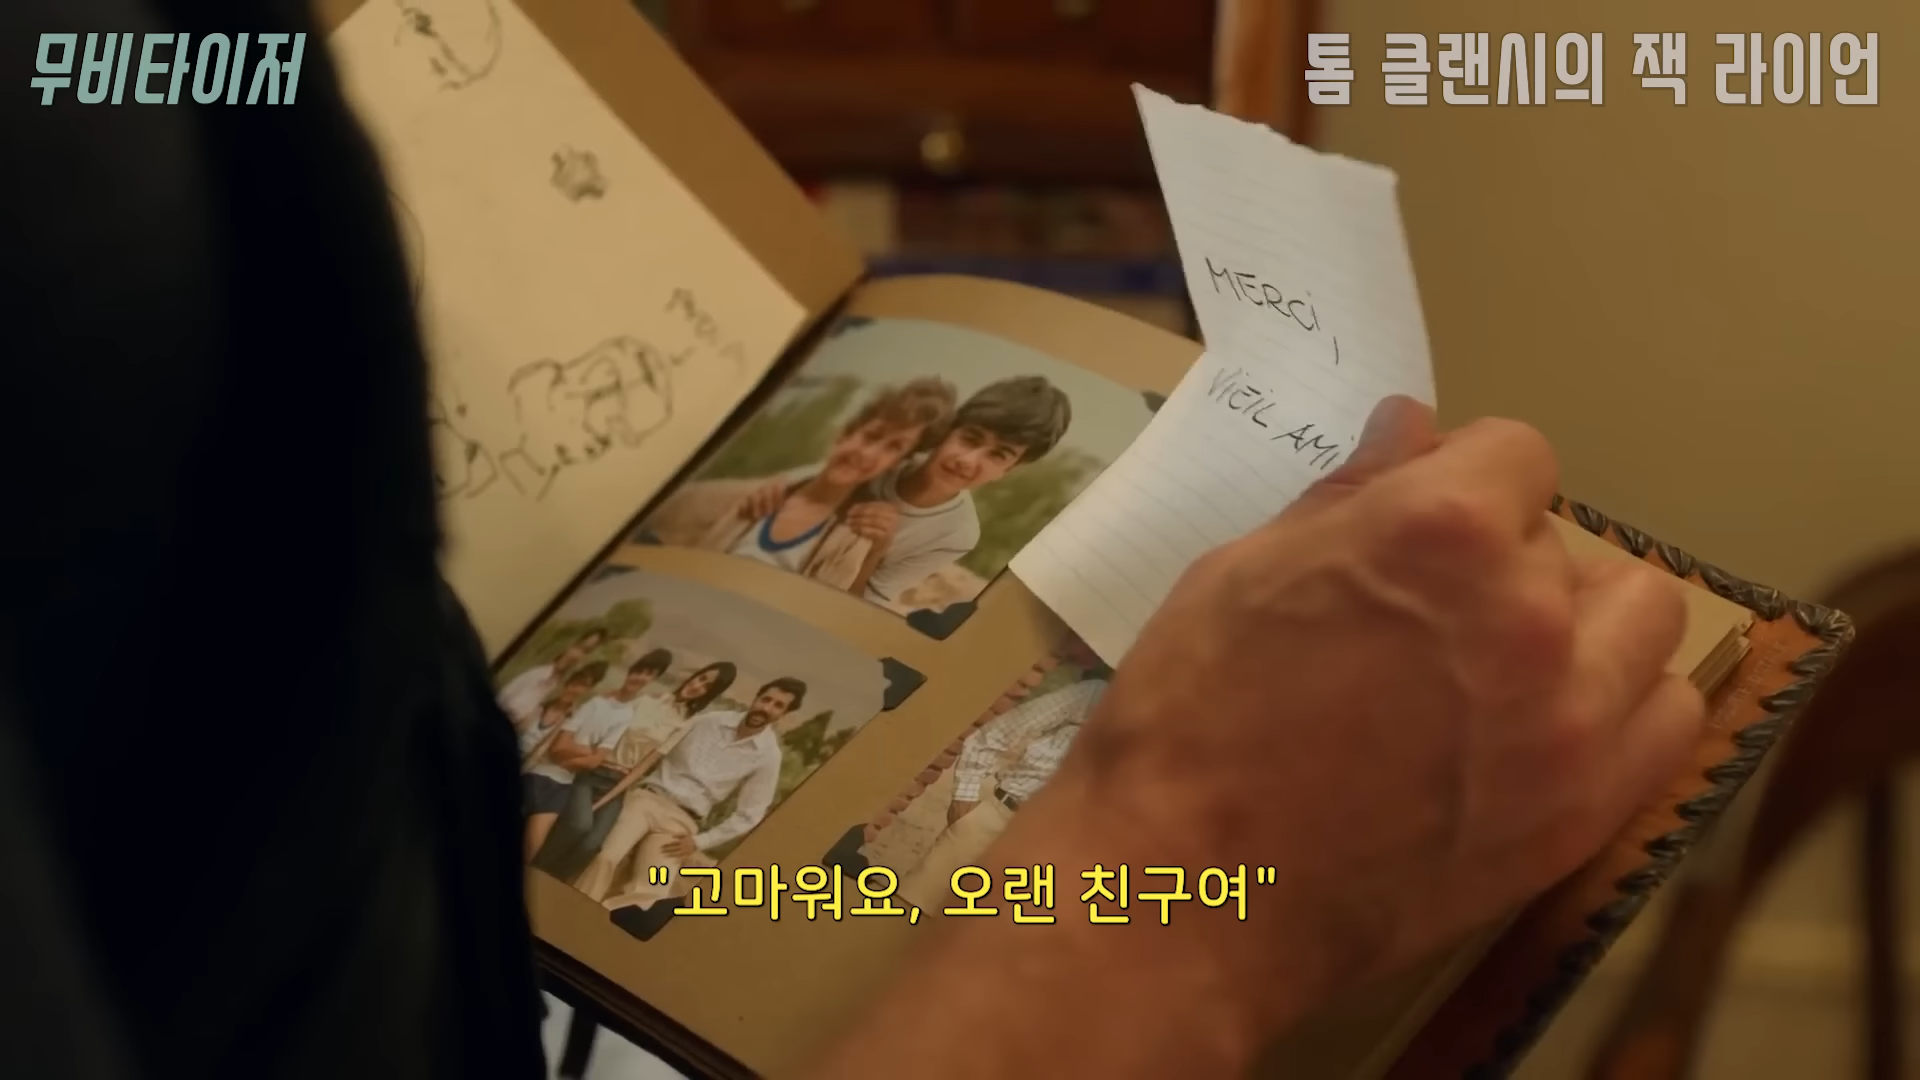 무비타이저
톰 클랜시의 잭 라이언
MERCi,
ViEiL AMi
"고마워요, 오랜 친구여"